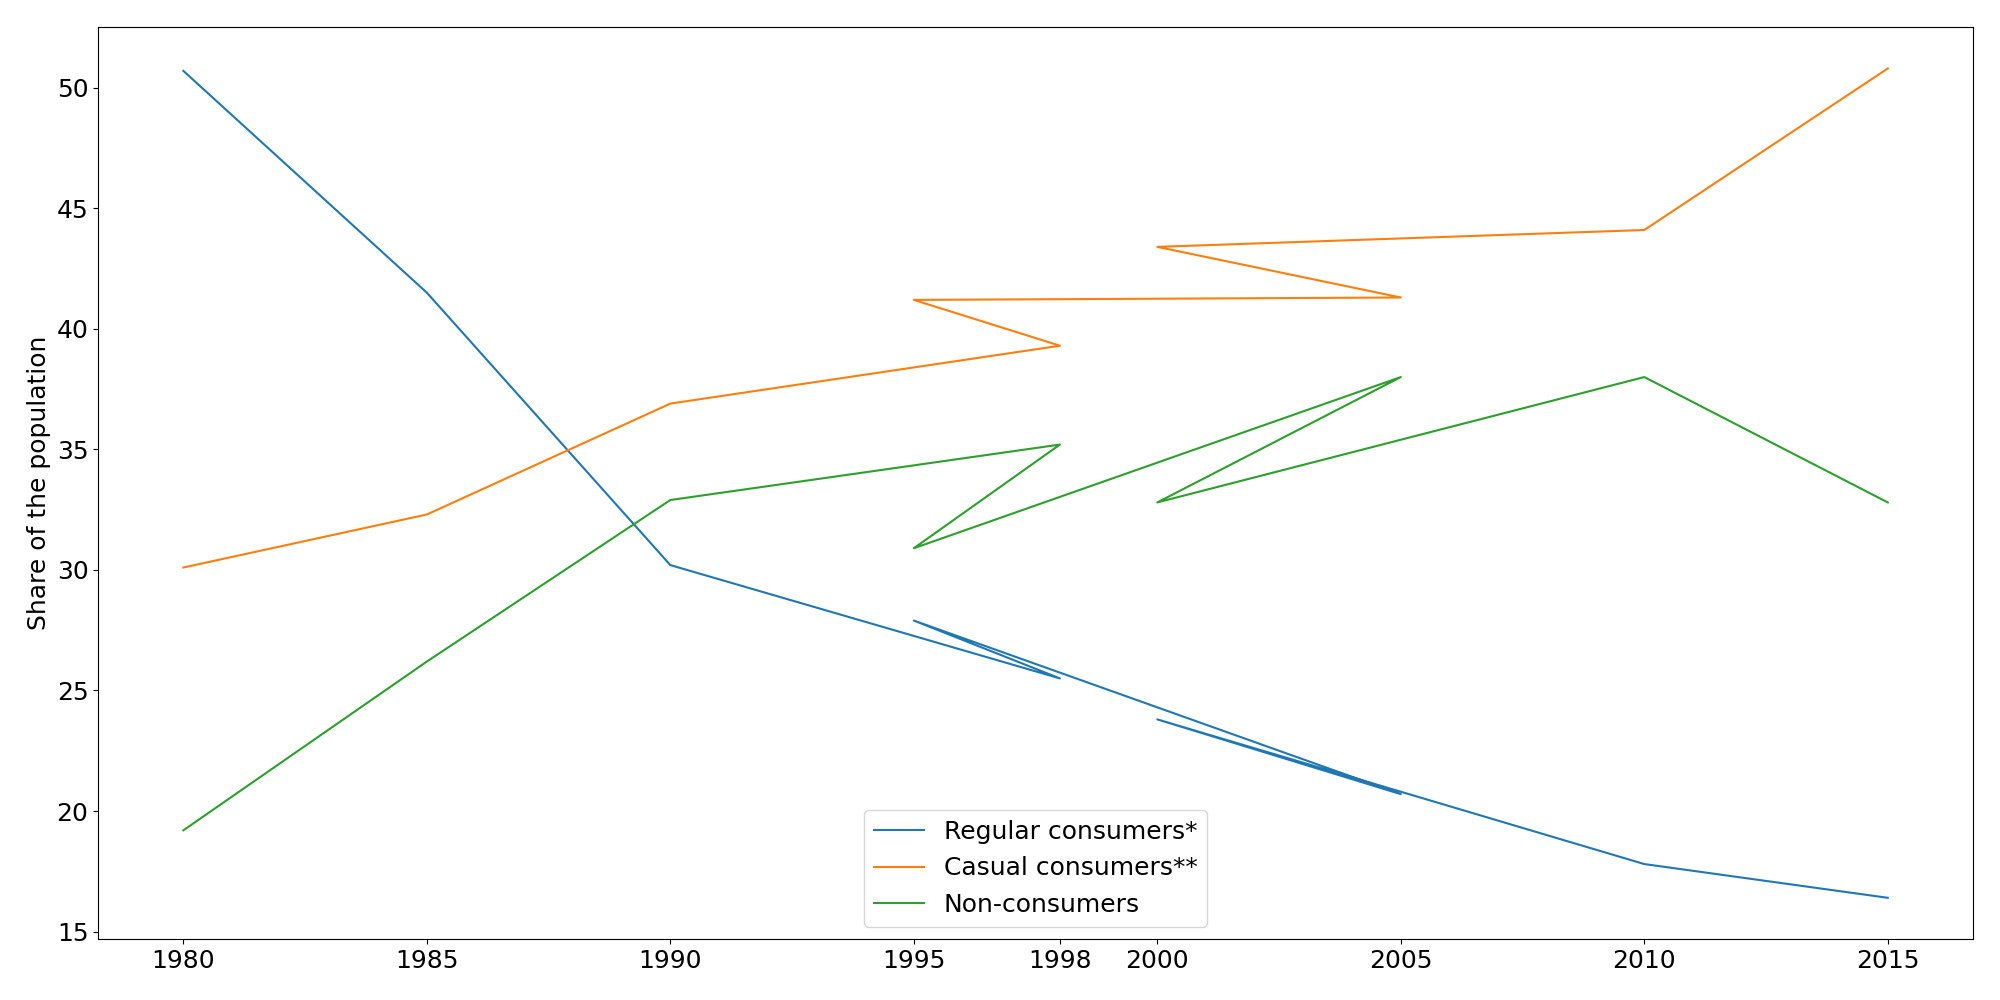 Share of the population
50
45
40
35
30
25
20
15
1980 1985 1990 1995 1998 2000 2005 2010 2015
Regular consumers*
Casual consumers**
Non-consumers